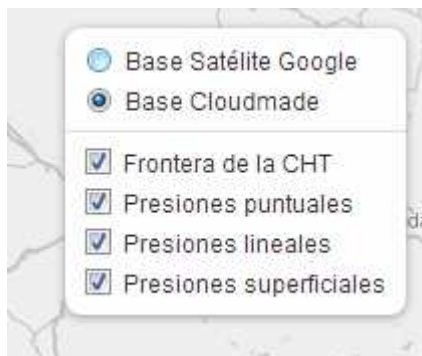 Base Satélite Google
Base Cloudmade
Frontera de la CHT
Presiones puntuales
Presiones lineales
Presiones superficiales